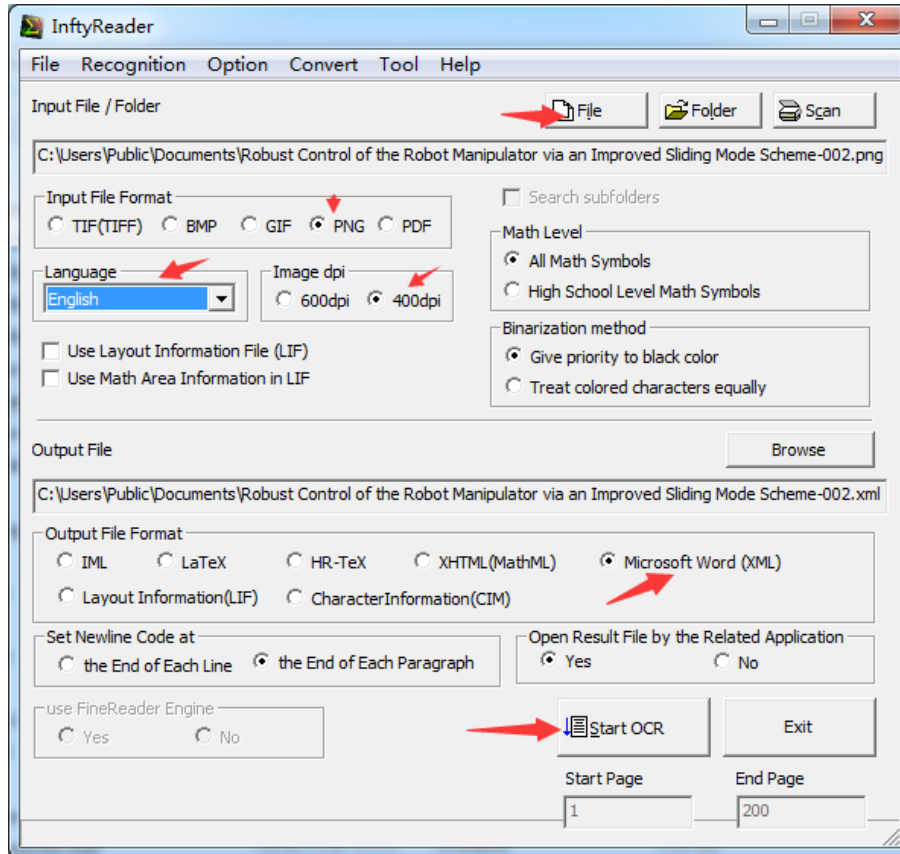 InftyReader
File Recognition Option Convert Tool Help
Input File / Folder
File Folder Scan
C:\Users\Public\Documents\Robust Control of the Robot Manipulator via an Improved Sliding Mode Scheme-002.png
Input File Format
TIF(TIFF) BMP GIF PNG PDF
Search subfolders
Math Level
All Math Symbols
High School Level Math Symbols
Language
English
Image dpi
600dpi 400dpi
Binarization method
Give priority to black color
Treat colored characters equally
Use Layout Information File (LIF)
Use Math Area Information in LIF
Output File
Browse
C:\Users\Public\Documents\Robust Control of the Robot Manipulator via an Improved Sliding Mode Scheme-002.xml
Output File Format
IML LaTeX HR-TeX XHTML(MathML) Microsoft Word (XML)
Layout Information(LIF) CharacterInformation(CIM)
Set Newline Code at
the End of Each Line the End of Each Paragraph
Open Result File by the Related Application
Yes No
use FineReader Engine
Yes No
Start OCR
Exit
Start Page
1
End Page
200